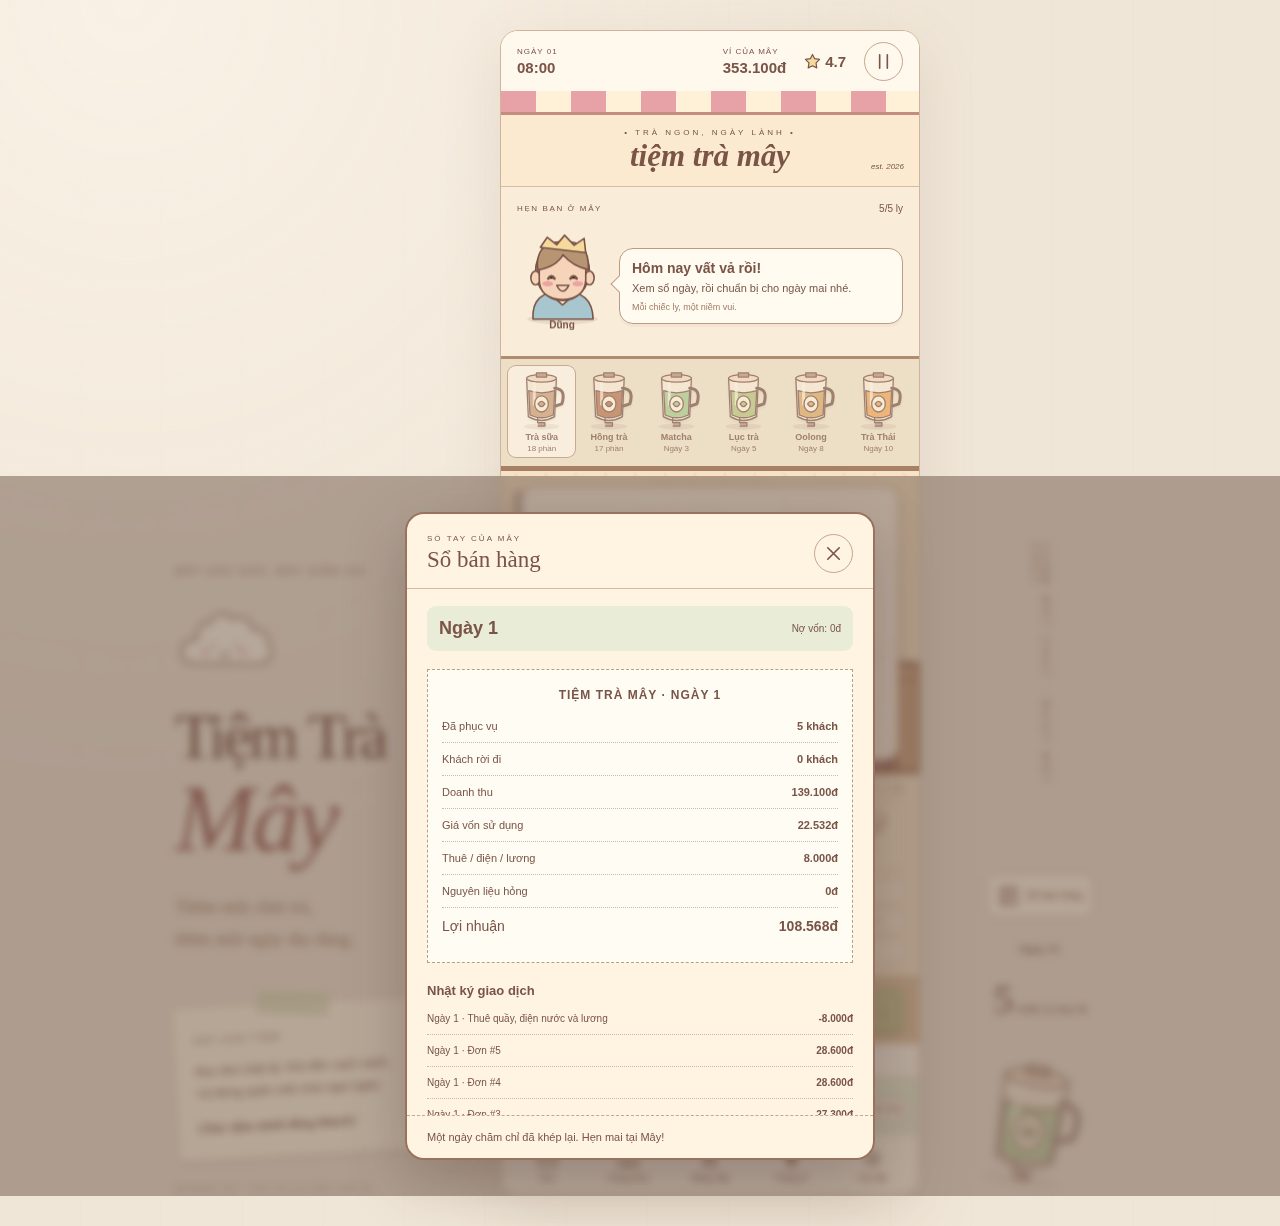 NGÀY 01
08:00
VÍ CỦA MÂY
353.100đ
4.7
• TRÀ NGON, NGÀY LÀNH •
tiệm trà mây
est. 2026
HẸN BẠN Ở MÂY
5/5 ly
Hôm nay vất vả rồi!
Xem sổ ngày, rồi chuẩn bị cho ngày mai nhé.
Mỗi chiếc ly, một niềm vui.
Dũng
Trà sữa
18 phần
Hồng trà
17 phần
Matcha
Ngày 3
Lục trà
Ngày 5
Oolong
Ngày 8
Trà Thái
Ngày 10
SỔ TAY CỦA MÂY
Sổ bán hàng
Ngày 1
Nợ vốn: 0đ
TIỆM TRÀ MÂY · NGÀY 1
Đã phục vụ 5 khách
Khách rời đi 0 khách
Doanh thu 139.100đ
Giá vốn sử dụng 22.532đ
Thuê / điện / lương 8.000đ
Nguyên liệu hỏng 0đ
Lợi nhuận 108.568đ
Nhật ký giao dịch
Ngày 1 · Thuê quầy, điện nước và lương -8.000đ
Ngày 1 · Đơn #5 28.600đ
Ngày 1 · Đơn #4 28.600đ
Ngày 1 · Đơn #3 27.300đ
Một ngày chăm chỉ đã khép lại. Hẹn mai tại Mây!
Tiệm Trà
Mây